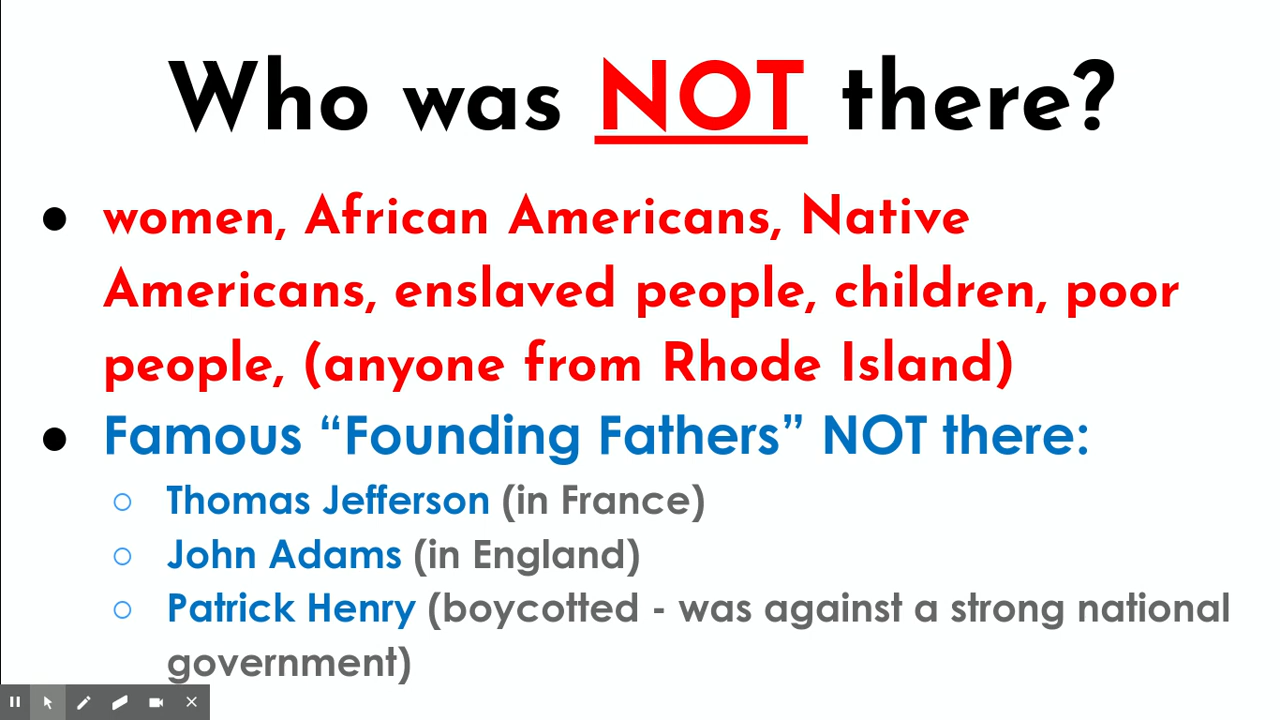 Who was NOT there?
● women, African Americans, Native
Americans, enslaved people, children, poor
people, (anyone from Rhode Island)
● Famous “Founding Fathers” NOT there:
○ Thomas Jefferson (in France)
○ John Adams (in England)
○ Patrick Henry (boycotted - was against a strong national
government)